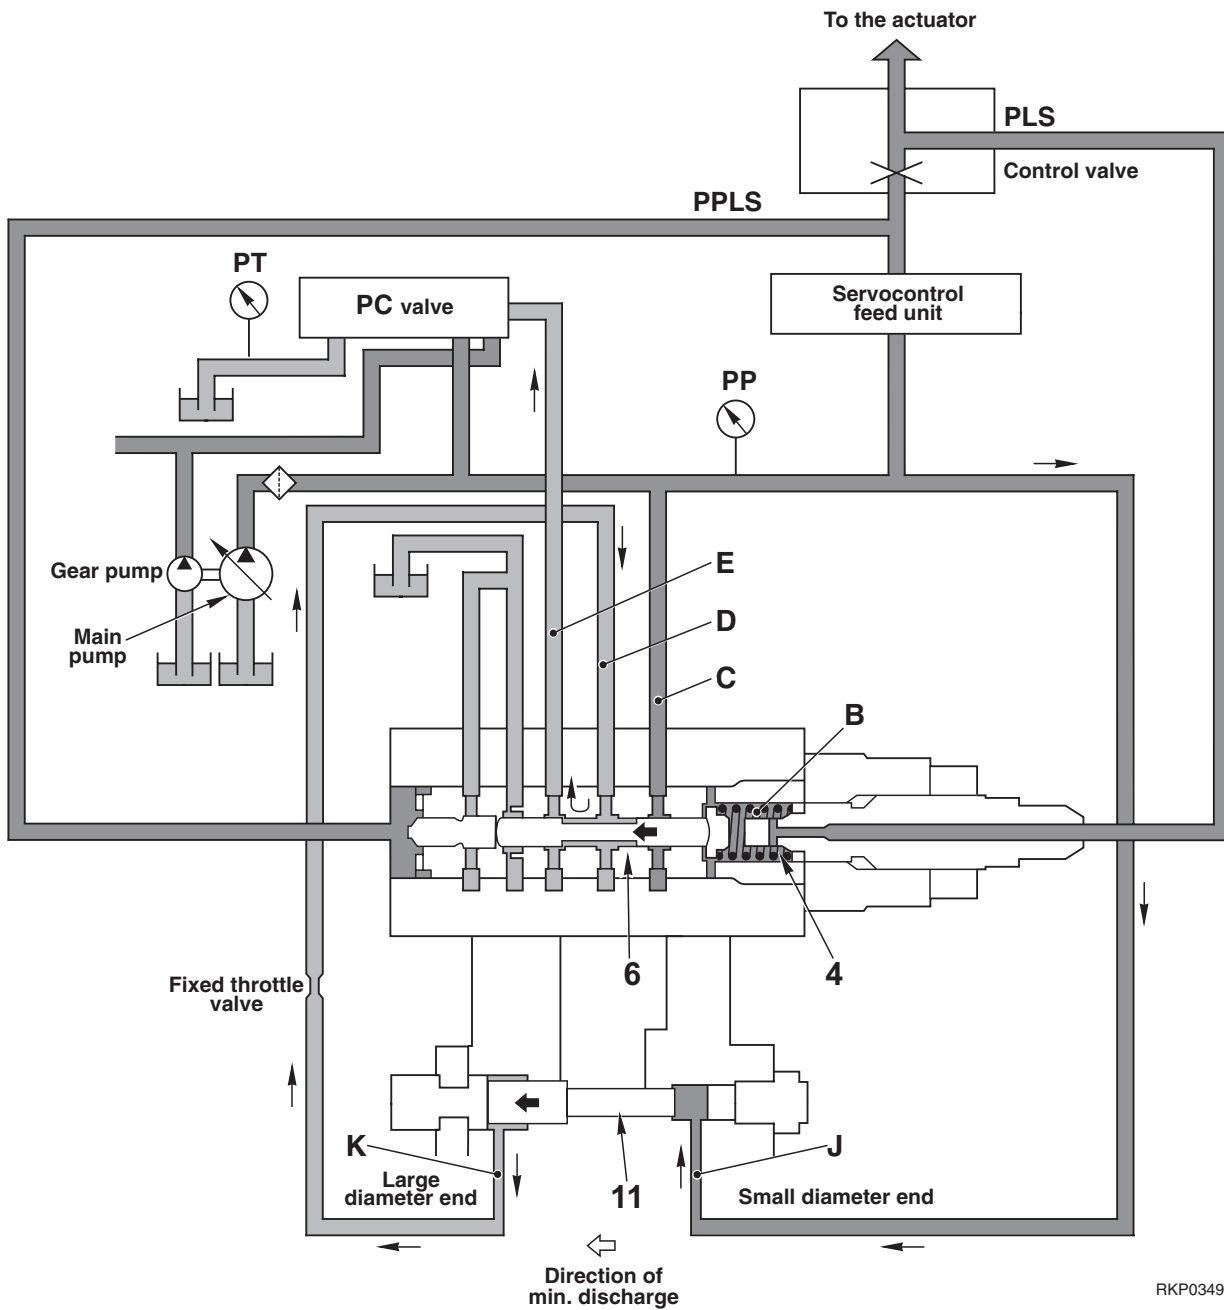 To the actuator
PLS
Control valve
PPLS
PT
PC valve
Servocontrol
feed unit
PP
Gear pump
E
Main
pump
D
C
B
6
4
Fixed throttle
valve
K
J
Large
diameter end
11
Small diameter end
Direction of
min. discharge
RKP0349